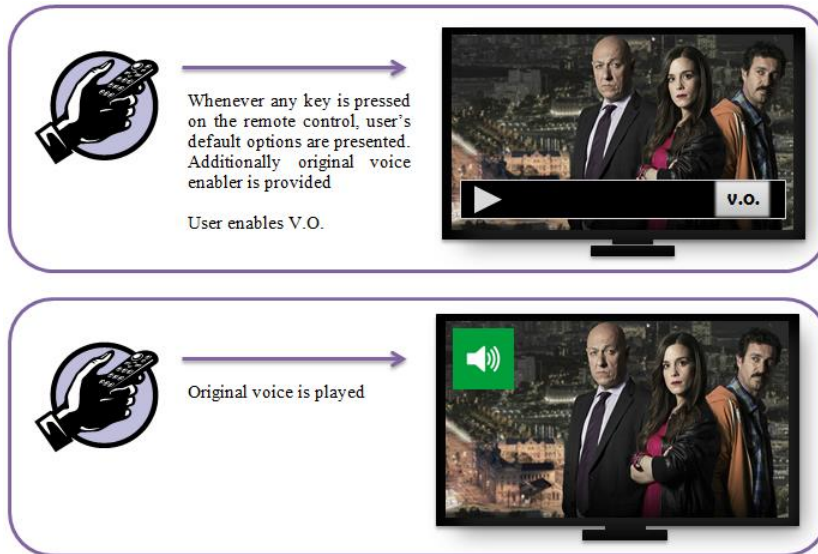 Whenever any key is pressed
on the remote control, user's
default options are presented.
Additionally original voice
enabler is provided
User enables V.O.
V.O.
Original voice is played